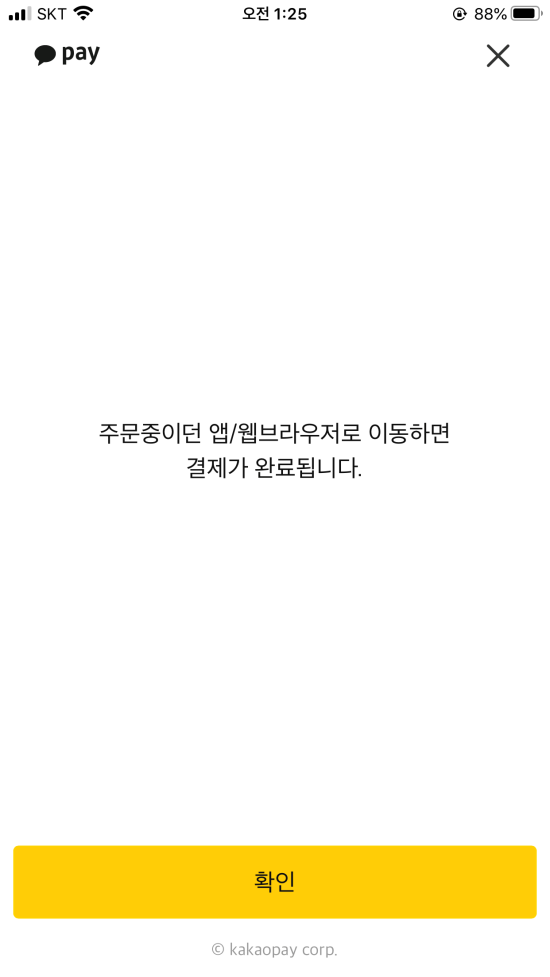 SKT 오전 1:25 88%
pay
주문중이던 앱/웹브라우저로 이동하면
결제가 완료됩니다.
확인
© kakaopay corp.